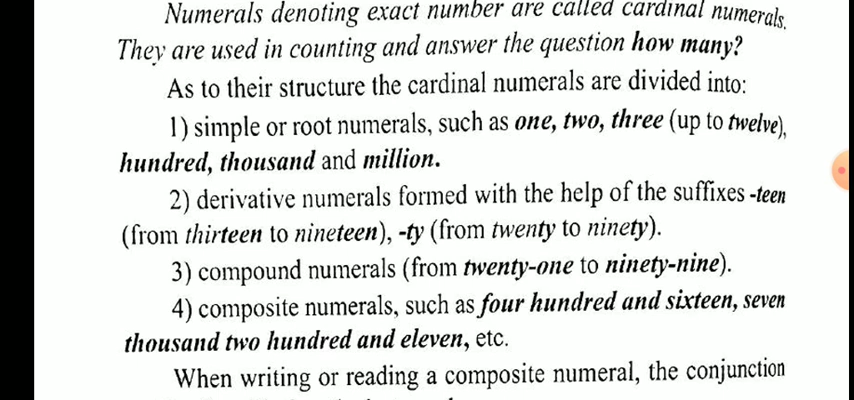 Numerals denoting exact number are called cardinal numerals.
They are used in counting and answer the question how many?
As to their structure the cardinal numerals are divided into:
1) simple or root numerals, such as one, two, three (up to twelve),
hundred, thousand and million.
2) derivative numerals formed with the help of the suffixes -teen
(from thirteen to nineteen), -ty (from twenty to ninety).
3) compound numerals (from twenty-one to ninety-nine).
4) composite numerals, such as four hundred and sixteen, seven
thousand two hundred and eleven, etc.
When writing or reading a composite numeral, the conjunction